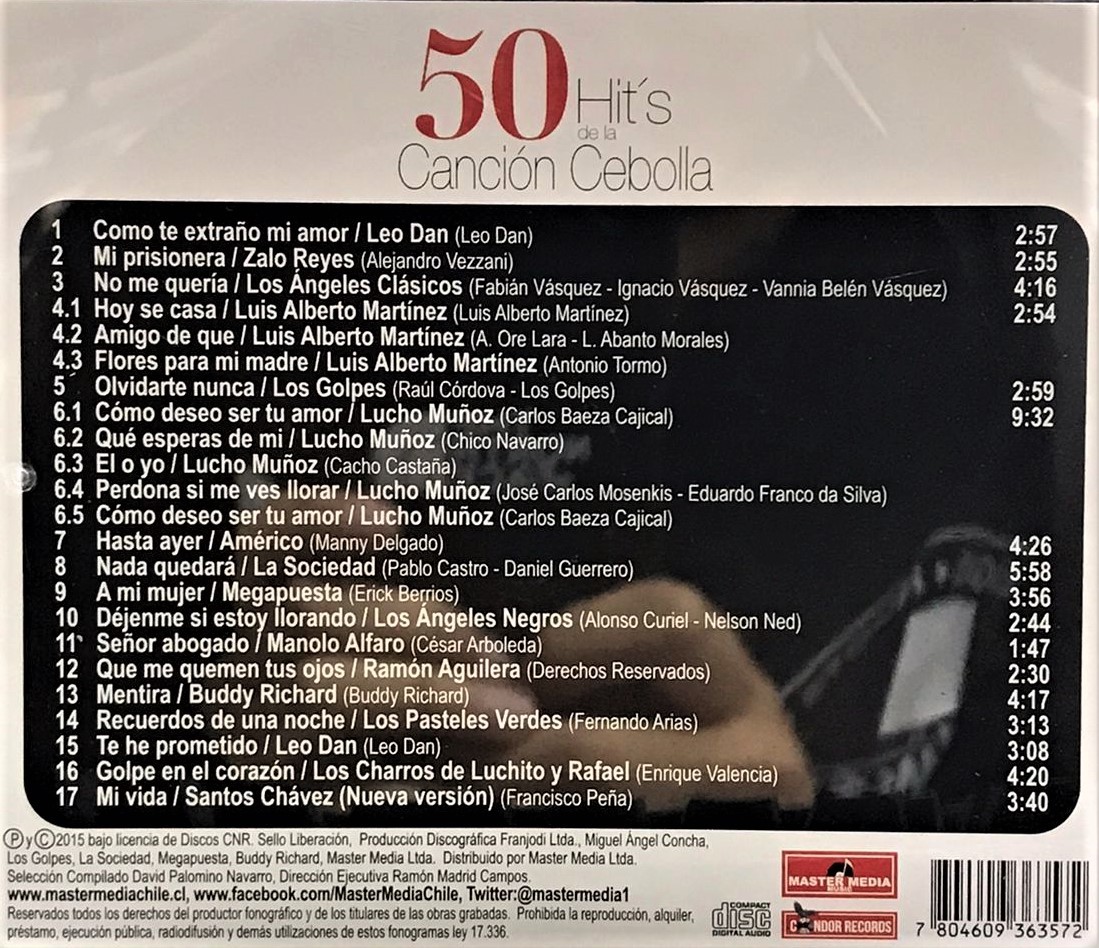 50 Hit´s
de la
Canción Cebolla
1 Como te extraño mi amor / Leo Dan (Leo Dan) 2:57
2 Mi prisionera / Zalo Reyes (Alejandro Vezzani) 2:55
3 No me quería / Los Ángeles Clásicos (Fabián Vásquez - Ignacio Vásquez - Vannia Belén Vásquez) 4:16
4.1 Hoy se casa / Luis Alberto Martínez (Luis Alberto Martínez) 2:54
4.2 Amigo de que / Luis Alberto Martínez (A. Ore Lara - L. Abanto Morales)
4.3 Flores para mi madre / Luis Alberto Martínez (Antonio Tormo)
5 Olvidarte nunca / Los Golpes (Raúl Córdova - Los Golpes) 2:59
6.1 Cómo deseo ser tu amor / Lucho Muñoz (Carlos Baeza Cajical) 9:32
6.2 Qué esperas de mi / Lucho Muñoz (Chico Navarro)
6.3 El o yo / Lucho Muñoz (Cacho Castaña)
6.4 Perdona si me ves llorar / Lucho Muñoz (José Carlos Mosenkis - Eduardo Franco da Silva)
6.5 Cómo deseo ser tu amor / Lucho Muñoz (Carlos Baeza Cajical)
7 Hasta ayer / Américo (Manny Delgado) 4:26
8 Nada quedará / La Sociedad (Pablo Castro - Daniel Guerrero) 5:58
9 A mi mujer / Megapuesta (Erick Berrios) 3:56
10 Déjenme si estoy llorando / Los Ángeles Negros (Alonso Curiel - Nelson Ned) 2:44
11 Señor abogado / Manolo Alfaro (César Arboleda) 1:47
12 Que me quemen tus ojos / Ramón Aguilera (Derechos Reservados) 2:30
13 Mentira / Buddy Richard (Buddy Richard) 4:17
14 Recuerdos de una noche / Los Pasteles Verdes (Fernando Arias) 3:13
15 Te he prometido / Leo Dan (Leo Dan) 3:08
16 Golpe en el corazón / Los Charros de Luchito y Rafael (Enrique Valencia) 4:20
17 Mi vida / Santos Chávez (Nueva versión) (Francisco Peña) 3:40
Ⓟ y Ⓒ 2015 bajo licencia de Discos CNR. Sello Liberación, Producción Discográfica Franjodi Ltda., Miguel Ángel Concha,
Los Golpes, La Sociedad, Megapuesta, Buddy Richard, Master Media Ltda. Distribuido por Master Media Ltda.
Selección Compilado David Palomino Navarro, Dirección Ejecutiva Ramón Madrid Campos.
www.mastermediachile.cl, www.facebook.com/MasterMediaChile, Twitter:@mastermedia1
Reservados todos los derechos del productor fonográfico y de los titulares de las obras grabadas. Prohibida la reproducción, alquiler,
préstamo, ejecución pública, radiodifusión y demás utilizaciones de estos fonogramas ley 17.336.
COMPACT
disc
DIGITAL AUDIO
MASTER MEDIA
MUSIC
CONDOR RECORDS
7 804609 363572